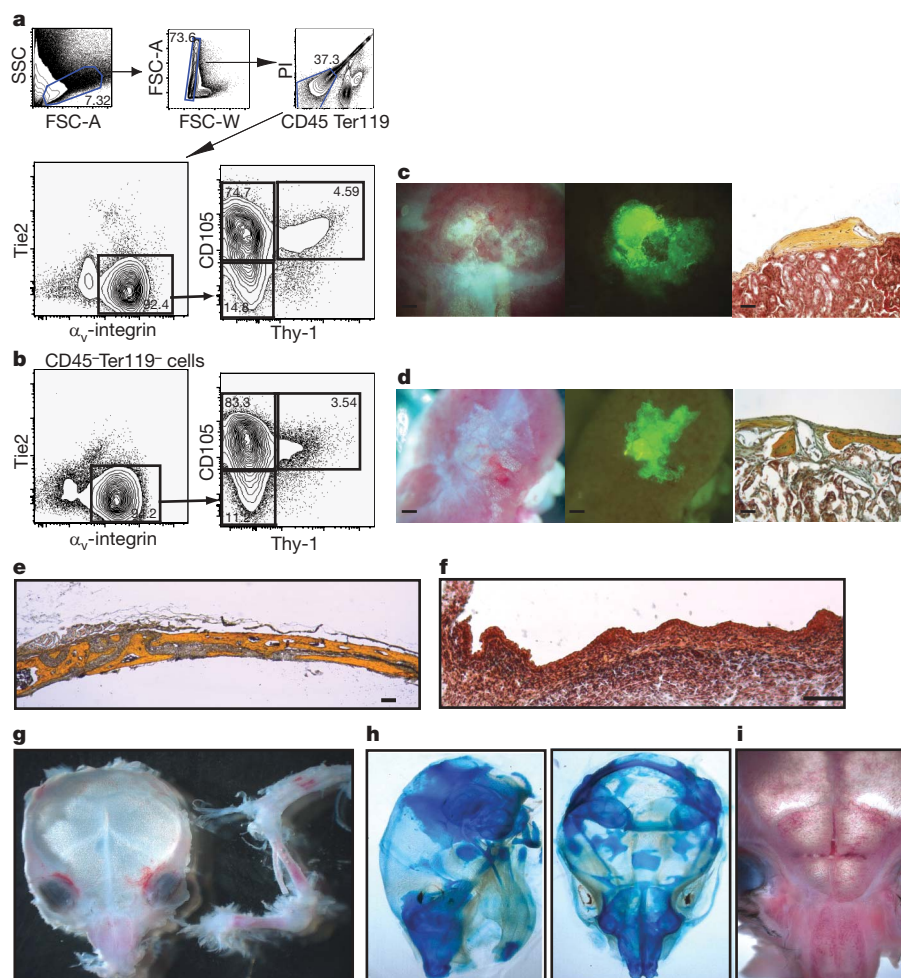 a
SSC
7.32
FSC-A
73.6
FSC-A
FSC-W
37.3
PI
CD45 Ter119
Tie2
92.4
αv-integrin
74.7
4.59
CD105
14.8
Thy-1
b
CD45–Ter119– cells
Tie2
αv-integrin
83.3
3.54
CD105
11.2
Thy-1
c
d
e
f
g
h
i